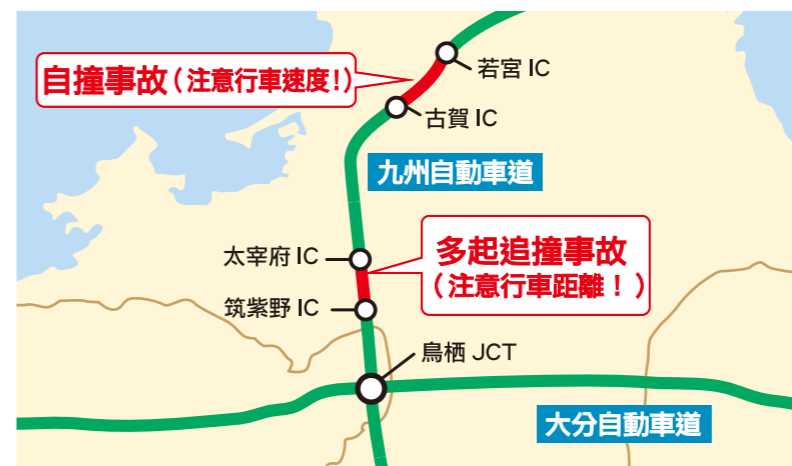 自撞事故（注意行車速度！）
若宮 IC
古賀 IC
九州自動車道
太宰府 IC
多起追撞事故
（注意行車距離！）
筑紫野 IC
鳥栖 JCT
大分自動車道